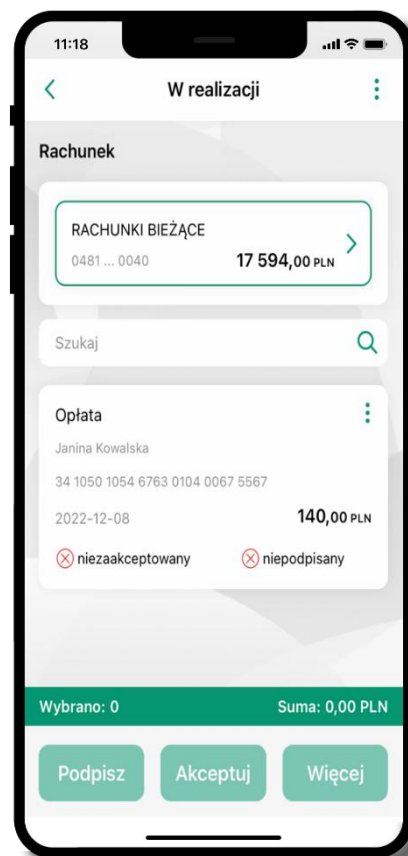 11:18
W realizacji
Rachunek
RACHUNKI BIEŻĄCE
0481 ... 0040 17 594,00 PLN
Szukaj
Opłata
Janina Kowalska
34 1050 1054 6763 0104 0067 5567
2022-12-08 140,00 PLN
niezaakceptowany niepodpisany
Wybrano: 0 Suma: 0,00 PLN
Podpisz Akceptuj Więcej